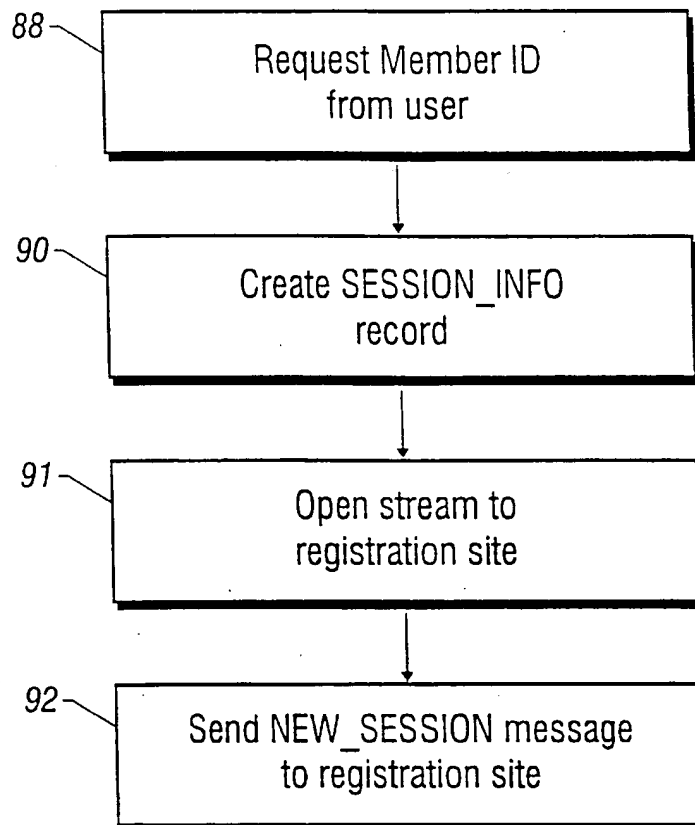 88
Request Member ID
from user
90
Create SESSION_INFO
record
91
Open stream to
registration site
92
Send NEW_SESSION message
to registration site